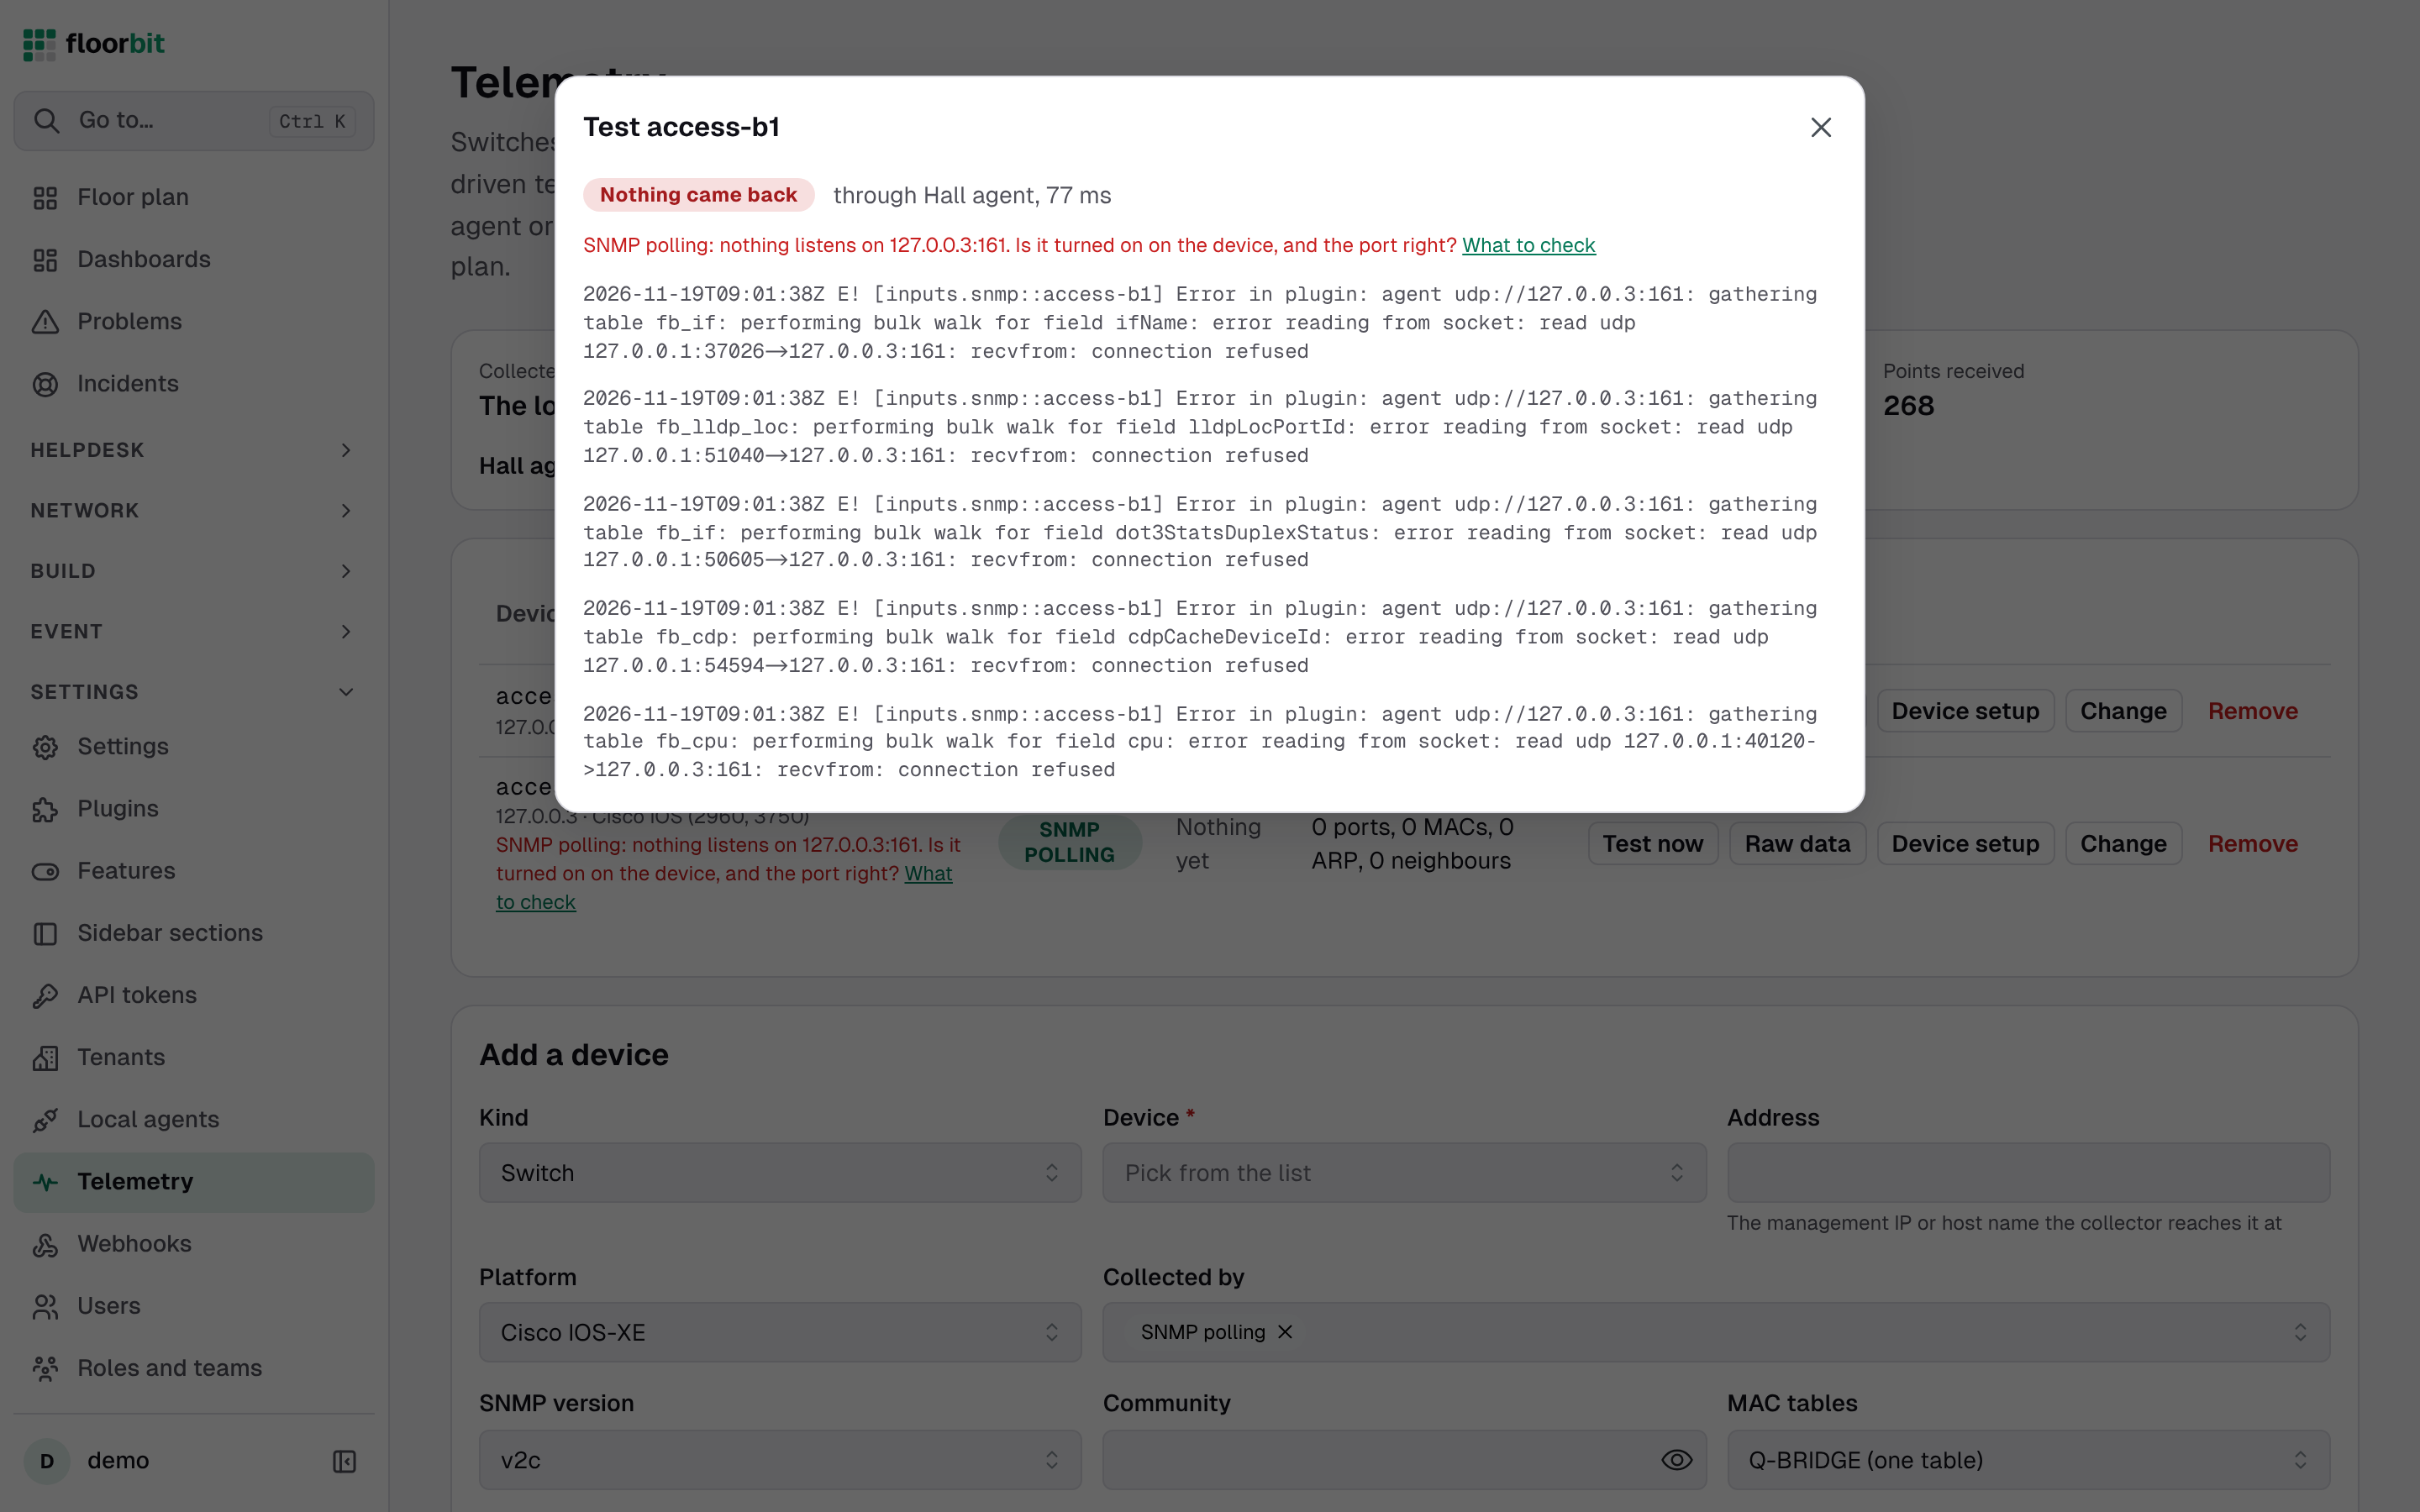 floorbit
Go to...
Ctrl K
Floor plan
Dashboards
Problems
Incidents
HELPDESK
NETWORK
BUILD
EVENT
SETTINGS
Settings
Plugins
Features
Sidebar sections
API tokens
Tenants
Local agents
Telemetry
Webhooks
Users
Roles and teams
D
demo
Switches
driven
agent or
plan.
The
Hall
Points received
268
Test access-b1
Nothing came back through Hall agent, 77 ms
SNMP polling: nothing listens on 127.0.0.3:161. Is it turned on on the device, and the port right? What to check
2026-11-19T09:01:38Z E! [inputs.snmp::access-b1] Error in plugin: agent udp://127.0.0.3:161: gathering
table fb_if: performing bulk walk for field ifName: error reading from socket: read udp
127.0.0.1:37026->127.0.0.3:161: recvfrom: connection refused
2026-11-19T09:01:38Z E! [inputs.snmp::access-b1] Error in plugin: agent udp://127.0.0.3:161: gathering
table fb_lldp_loc: performing bulk walk for field lldpLocPortId: error reading from socket: read udp
127.0.0.1:51040->127.0.0.3:161: recvfrom: connection refused
2026-11-19T09:01:38Z E! [inputs.snmp::access-b1] Error in plugin: agent udp://127.0.0.3:161: gathering
table fb_if: performing bulk walk for field dot3StatsDuplexStatus: error reading from socket: read udp
127.0.0.1:50605->127.0.0.3:161: recvfrom: connection refused
2026-11-19T09:01:38Z E! [inputs.snmp::access-b1] Error in plugin: agent udp://127.0.0.3:161: gathering
table fb_cdp: performing bulk walk for field cdpCacheDeviceId: error reading from socket: read udp
127.0.0.1:54594->127.0.0.3:161: recvfrom: connection refused
2026-11-19T09:01:38Z E! [inputs.snmp::access-b1] Error in plugin: agent udp://127.0.0.3:161: gathering
table fb_cpu: performing bulk walk for field cpu: error reading from socket: read udp 127.0.0.1:40120-
>127.0.0.3:161: recvfrom: connection refused
Device setup
Change
Remove
127.0.0.3 · Cisco IOS (2960, 3750)
SNMP polling: nothing listens on 127.0.0.3:161. Is it
turned on on the device, and the port right? What
to check
SNMP
POLLING
Nothing
yet
0 ports, 0 MACs, 0
ARP, 0 neighbours
Test now
Raw data
Device setup
Change
Remove
Add a device
Kind
Device *
Address
Switch
Pick from the list
The management IP or host name the collector reaches it at
Platform
Collected by
Cisco IOS-XE
SNMP polling
SNMP version
Community
MAC tables
v2c
Q-BRIDGE (one table)